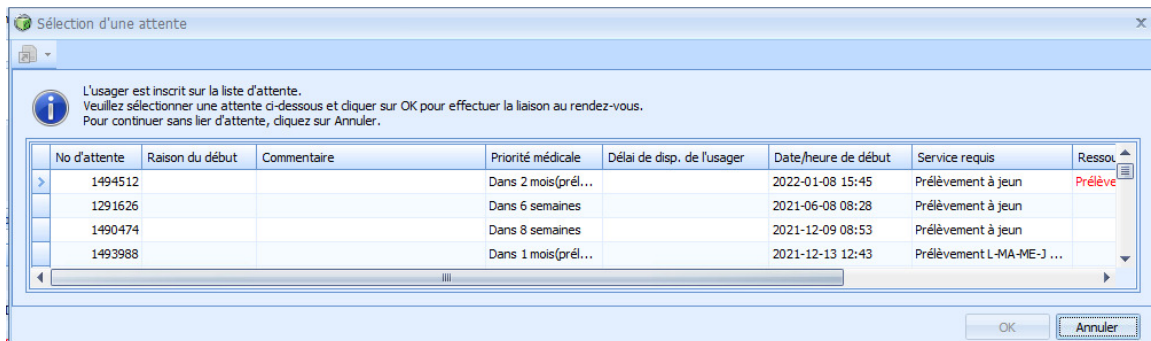 Sélection d'une attente
L'usager est inscrit sur la liste d'attente.
Veuillez sélectionner une attente ci-dessous et cliquer sur OK pour effectuer la liaison au rendez-vous.
Pour continuer sans lier d'attente, cliquez sur Annuler.
No d'attente Raison du début Commentaire Priorité médicale Délai de disp. de l'usager Date/heure de début Service requis Ressou
1494512 Dans 2 mois(prél... 2022-01-08 15:45 Prélèvement à jeun Prélève
1291626 Dans 6 semaines 2021-06-08 08:28 Prélèvement à jeun
1490474 Dans 8 semaines 2021-12-09 08:53 Prélèvement à jeun
1493988 Dans 1 mois(prél... 2021-12-13 12:43 Prélèvement L-MA-ME-J ...
OK Annuler